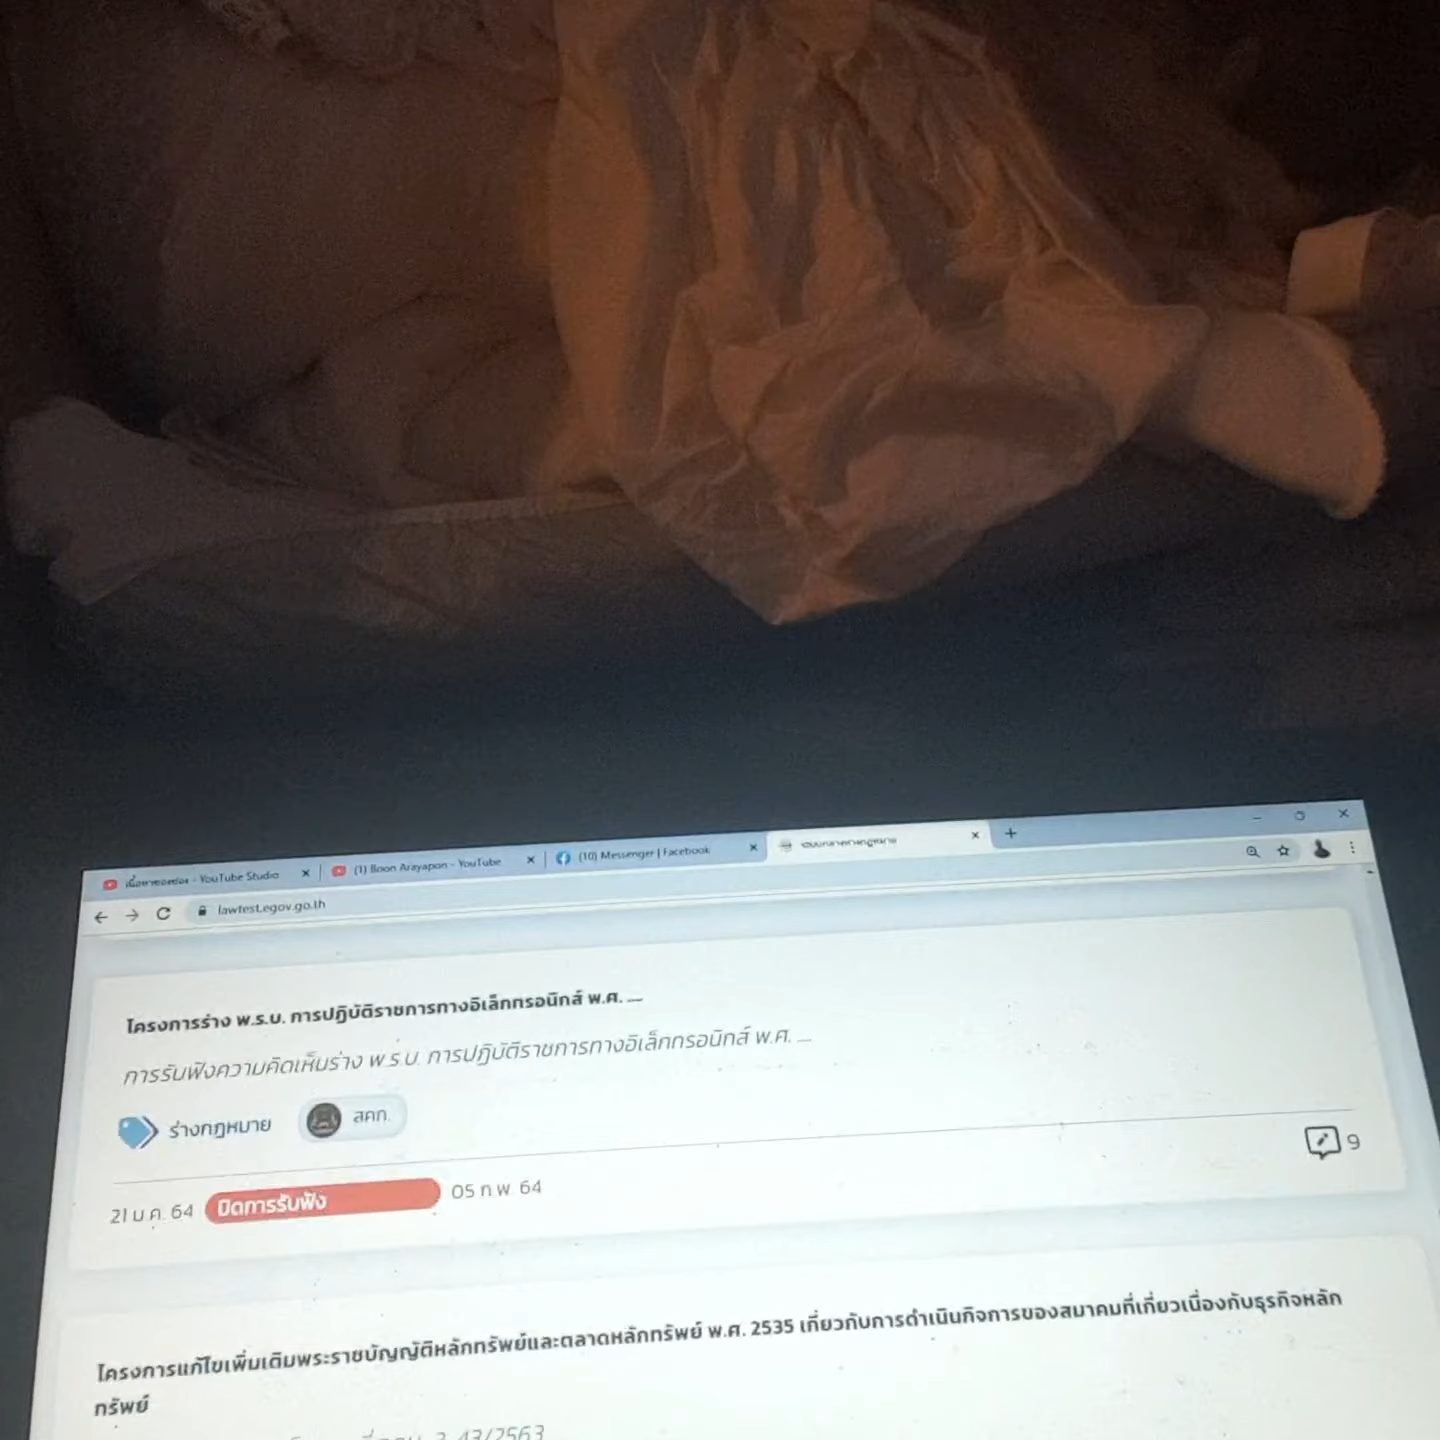 YouTube Studio
(1) Boon Arayapon - YouTube
(10) Messenger | Facebook
lawtest.egov.go.th
โครงการร่าง พ.ร.บ. การปฏิบัติราชการทางอิเล็กทรอนิกส์ พ.ศ. ....
การรับฟังความคิดเห็นร่าง พ.ร.บ. การปฏิบัติราชการทางอิเล็กทรอนิกส์ พ.ศ. ....
ร่างกฎหมาย สคก.
9
21 ม.ค. 64 ปิดการรับฟัง 05 ก.พ. 64
โครงการแก้ไขเพิ่มเติมพระราชบัญญัติหลักทรัพย์และตลาดหลักทรัพย์ พ.ศ. 2535 เกี่ยวกับการดำเนินกิจการของสมาคมที่เกี่ยวเนื่องกับธุรกิจหลัก
ทรัพย์
43/2563